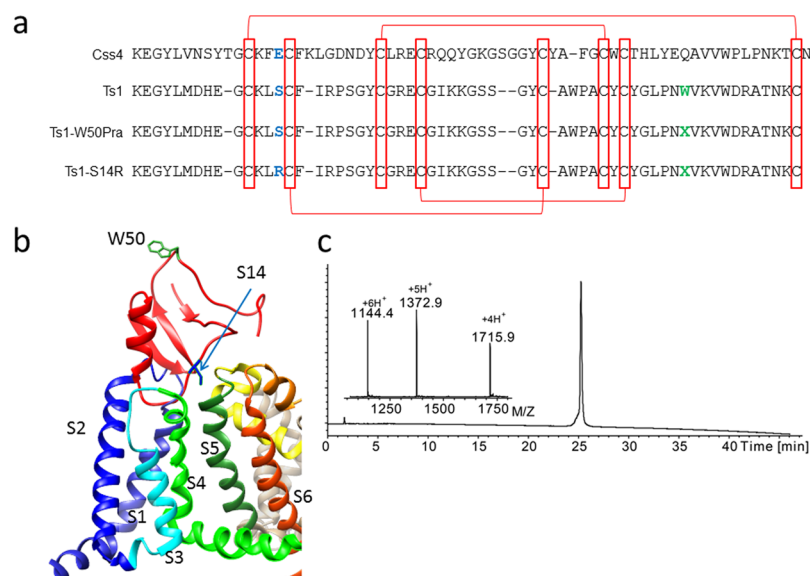 a
Css4 KEGYLVNSYTGCKFECFKLGDNDYCLRECRQQYGKGSGGYCYA-FGCWCTHLYEQAVVWPLPNKTCN
Ts1 KEGYLMDHE-GCKLSCF-IRPSGYCGRECGIKKGSS-GYC-AWPACYCYGLPNWVKVWDRATNKC
Ts1-W50Pra KEGYLMDHE-GCKLSCF-IRPSGYCGRECGIKKGSS-GYC-AWPACYCYGLPNXVKVWDRATNKC
Ts1-S14R KEGYLMDHE-GCKLRCF-IRPSGYCGRECGIKKGSS-GYC-AWPACYCYGLPNXVKVWDRATNKC
b
W50
S14
S2
S5
S4
S1
S6
S3
c
+6H+
1144.4
+5H+
1372.9
+4H+
1715.9
1250 1500 1750 M/Z
0 5 10 15 20 25 30 35 40 Time [min]